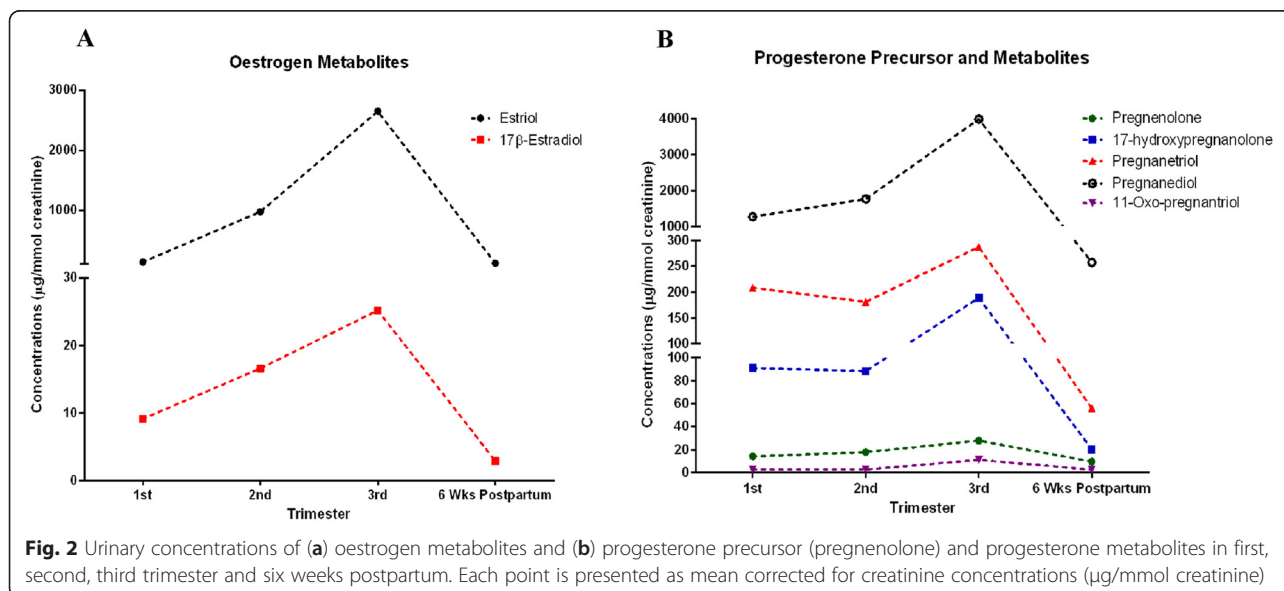 A
Oestrogen Metabolites
3000
2000
1000
30
20
10
0
Concentrations (µg/mmol creatinine)
Estriol
17β-Estradiol
1st
2nd
3rd
6 Wks Postpartum
Trimester
B
Progesterone Precursor and Metabolites
4000
3000
2000
1000
300
250
200
150
100
100
80
60
40
20
0
Concentrations (µg/mmol creatinine)
Pregnenolone
17-hydroxypregnanolone
Pregnanetriol
Pregnanediol
11-Oxo-pregnantriol
1st
2nd
3rd
6 Wks Postpartum
Trimester
Fig. 2 Urinary concentrations of (a) oestrogen metabolites and (b) progesterone precursor (pregnenolone) and progesterone metabolites in first,
second, third trimester and six weeks postpartum. Each point is presented as mean corrected for creatinine concentrations (µg/mmol creatinine)